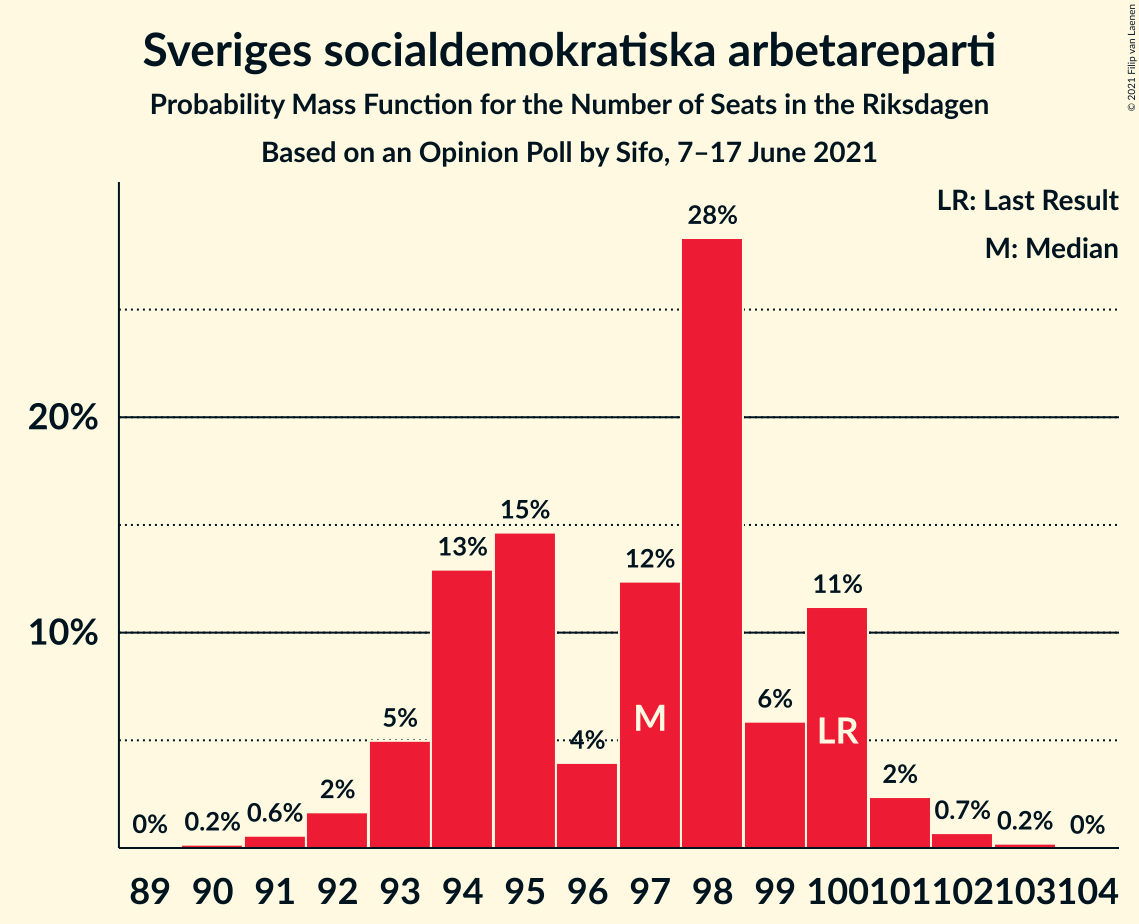 Sveriges socialdemokratiska arbetareparti
Probability Mass Function for the Number of Seats in the Riksdagen
Based on an Opinion Poll by Sifo, 7–17 June 2021
© 2021 Filip van Laenen
LR: Last Result
M: Median
28%
20%
15%
13%
12%
11%
10%
6%
M
LR
5%
4%
2%
2%
0%
0.2%
0.6%
0.7%
0.2%
0%
89 90 91 92 93 94 95 96 97 98 99 100 101 102 103 104